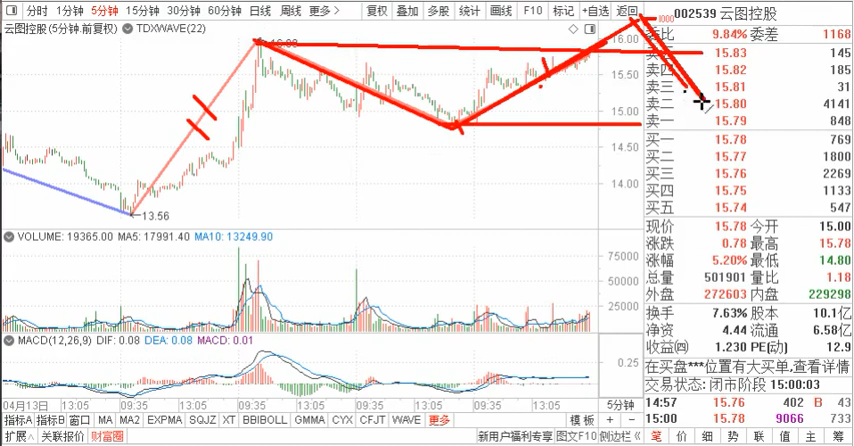 分时 1分钟 5分钟 15分钟 30分钟 60分钟 日线 周线 更多 > 复权 叠加 多股 统计 画线 F10 标记 +自选 返回
云图控股(5分钟.前复权) TDXWAVE(22)
16.00
15.50
15.00
14.50
14.00
13.56
VOLUME: 19365.00 MA5: 17991.40 MA10: 13249.90
75000
50000
25000
MACD(12,26,9) DIF: 0.08 DEA: 0.08 MACD: 0.01
0.25
04月13日 13:05 09:35 13:05 09:35 13:05 09:35 13:05 09:35 13:05 5分钟
指标A 指标B 窗口 MA MA2 EXPMA SQJZ XT BBIBOLL GMMA CYX CFJT WAVE 更多 模板 + −
扩展∧ 关联报价 财富圈 新用户福利专享 图文F10 侧边栏<
002539 云图控股
委比 9.84% 委差 1168
15.83 145
卖四 15.82 185
卖三 15.81 31
卖二 15.80 4141
卖一 15.79 848
买一 15.78 769
买二 15.77 1800
买三 15.76 2269
买四 15.75 1133
买五 15.74 547
现价 15.78 今开 15.00
涨跌 0.78 最高 15.78
涨幅 5.20% 最低 14.80
总量 501901 量比 1.18
外盘 272603 内盘 229298
换手 7.63% 股本 10.1亿
净资 4.44 流通 6.58亿
收益㈣ 1.230 PE(动) 12.9
在买盘***位置有大买单,查看详情
交易状态: 闭市阶段 15:00:03
14:57 15.76 402 B 43
15:00 15.78 9066 733
笔 价 细 势 联 值 主 筹